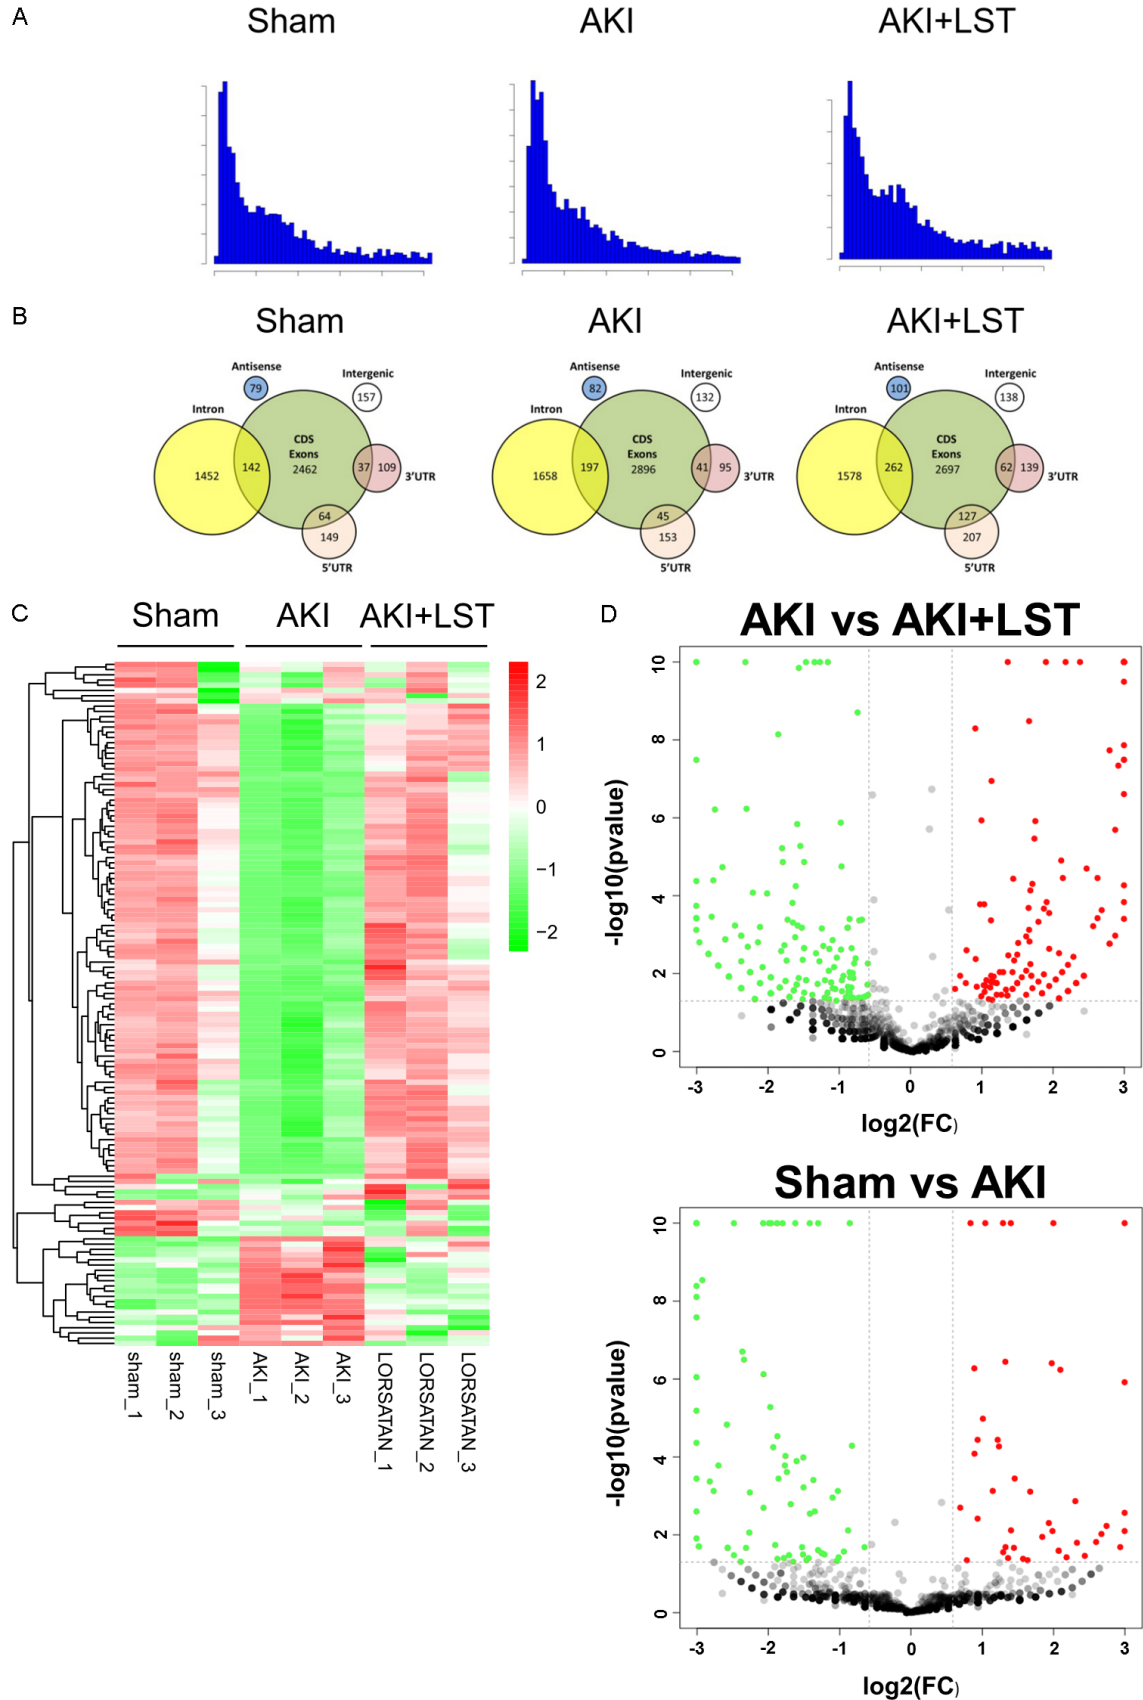 A
Sham
AKI
AKI+LST
B
Sham
AKI
AKI+LST
Antisense
79
Intergenic
157
Intron
CDS
Exons
2462
1452
142
37
109
3'UTR
64
149
5'UTR
Antisense
82
Intergenic
132
Intron
CDS
Exons
2896
1658
197
41
95
3'UTR
45
153
5'UTR
Antisense
101
Intergenic
138
Intron
CDS
Exons
2697
1578
262
62
139
3'UTR
127
207
5'UTR
C
Sham
AKI
AKI+LST
2
1
0
−1
−2
sham_1
sham_2
sham_3
AKI_1
AKI_2
AKI_3
LORSATAN_1
LORSATAN_2
LORSATAN_3
D
AKI vs AKI+LST
10
8
6
4
2
0
-log10(pvalue)
-3
-2
-1
0
1
2
3
log2(FC)
Sham vs AKI
10
8
6
4
2
0
-log10(pvalue)
-3
-2
-1
0
1
2
3
log2(FC)